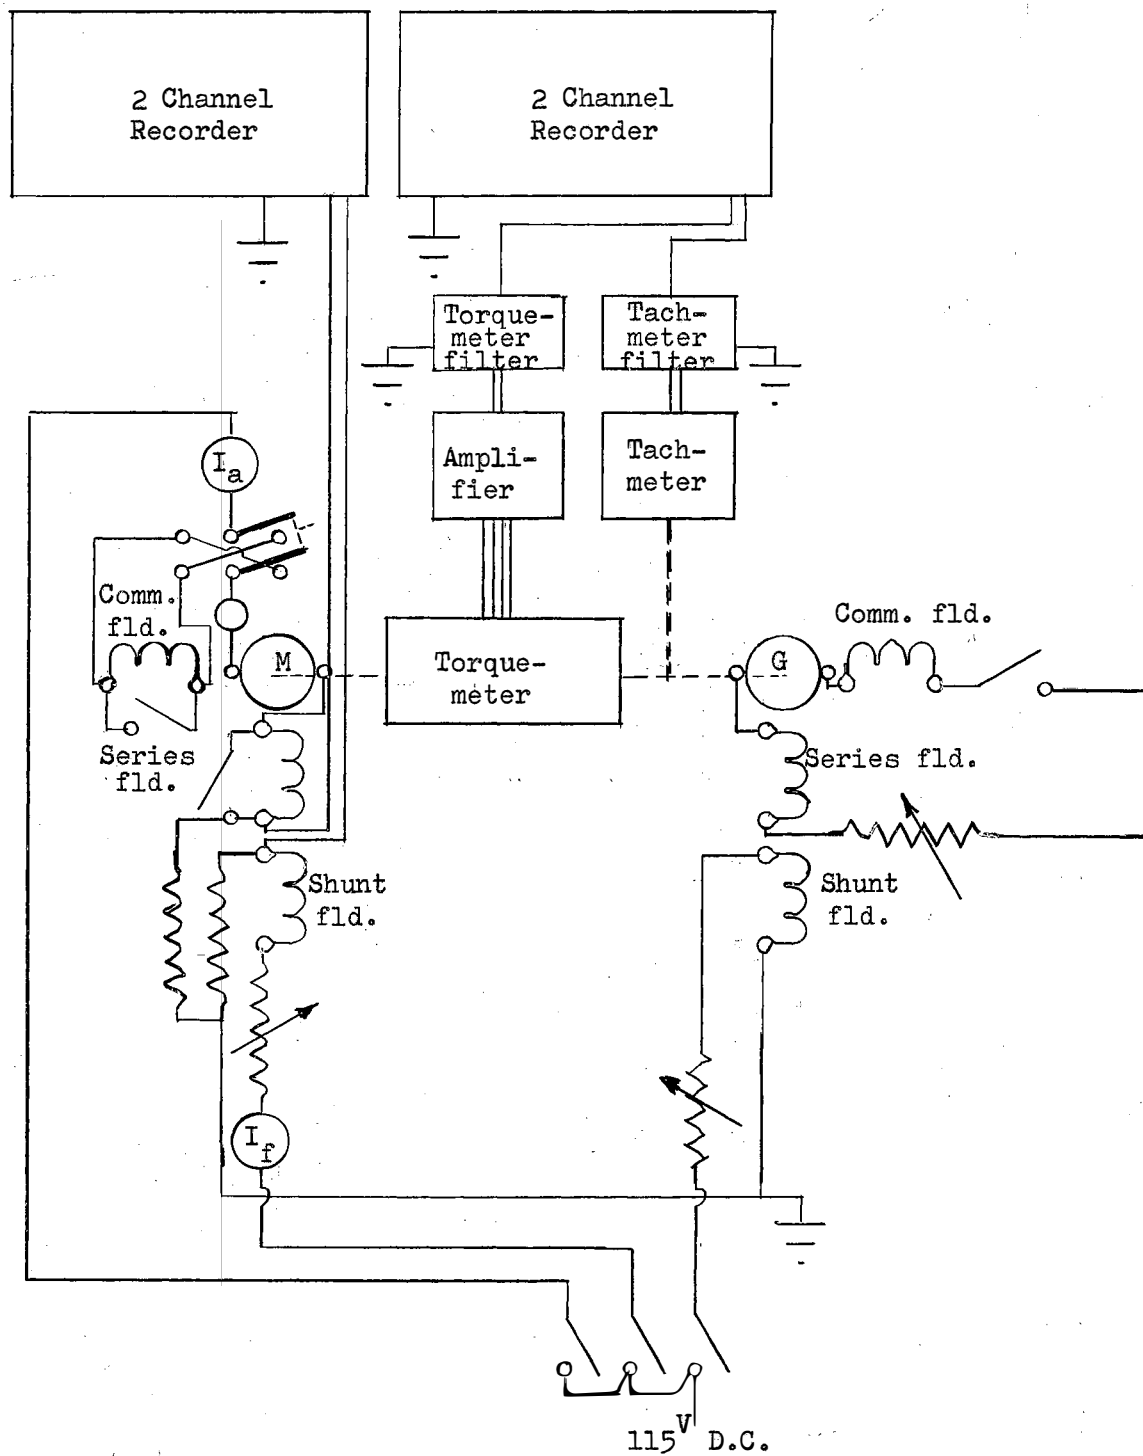 2 Channel
Recorder
2 Channel
Recorder
Torque-
meter
filter
Tach-
meter
filter
Ampli-
fier
Tach-
meter
Ia
Comm.
fld.
M
Torque-
meter
G
Comm. fld.
Series
fld.
Series fld.
Shunt
fld.
Shunt
fld.
If
115V D.C.